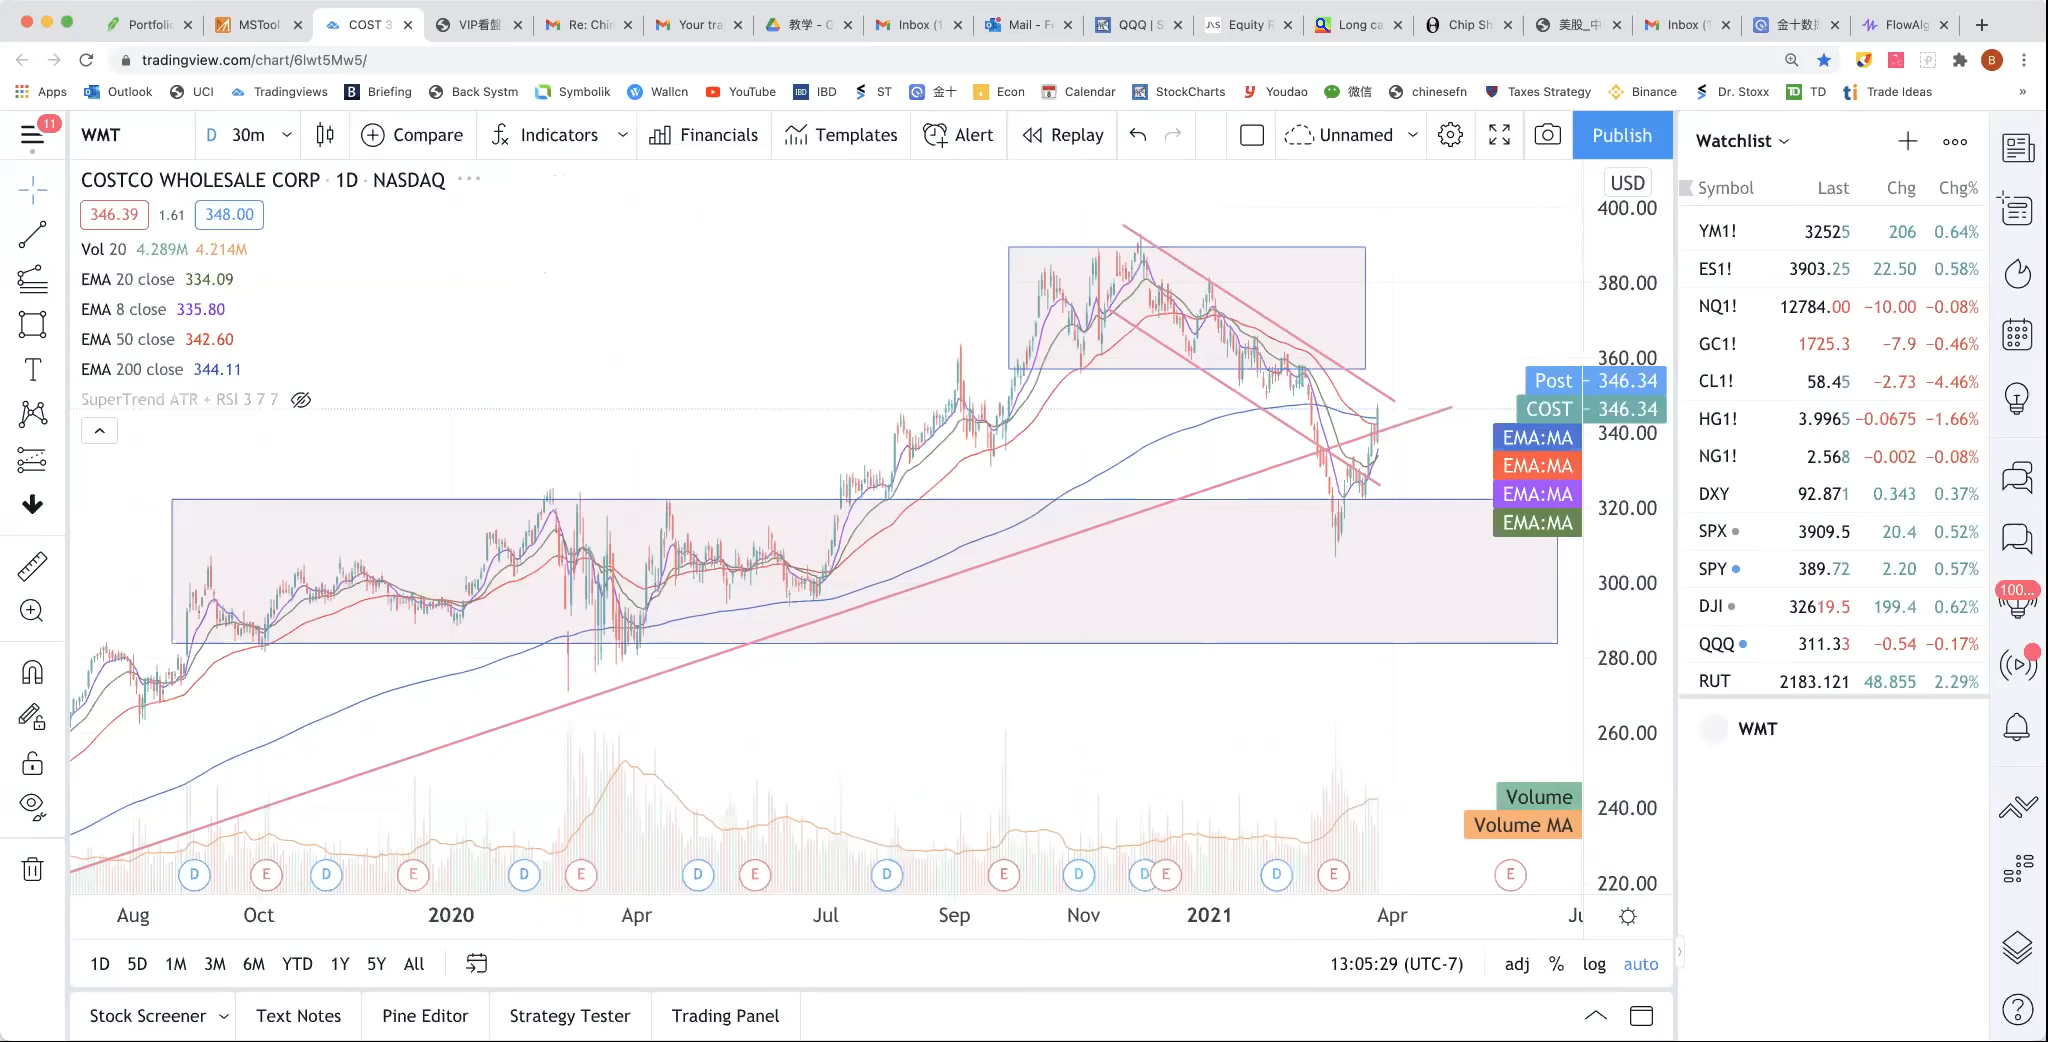 Portfolio
MSTool
COST 3
VIP看盤
Re: Chin
Your tra
教学 - G
Inbox (1
Mail - F
QQQ | S
Equity R
Long ca
Chip Sh
美股_中
Inbox (1
金十数据
FlowAlg
tradingview.com/chart/6lwt5Mw5/
B
Apps
Outlook
UCI
Tradingviews
Briefing
Back Systm
Symbolik
Wallcn
YouTube
IBD
ST
金十
Econ
Calendar
StockCharts
Youdao
微信
chinesefn
Taxes Strategy
Binance
Dr. Stoxx
TD
Trade Ideas
»
11
WMT
D 30m
Compare
Indicators
Financials
Templates
Alert
Replay
Unnamed
Publish
COSTCO WHOLESALE CORP · 1D · NASDAQ
346.39 1.61 348.00
Vol 20 4.289M 4.214M
EMA 20 close 334.09
EMA 8 close 335.80
EMA 50 close 342.60
EMA 200 close 344.11
SuperTrend ATR + RSI 3 7 7
USD
400.00
380.00
360.00
Post - 346.34
COST - 346.34
340.00
EMA:MA
EMA:MA
EMA:MA
EMA:MA
320.00
300.00
280.00
260.00
240.00
220.00
Volume
Volume MA
D E D E D E D E D E D D E D E E
Aug Oct 2020 Apr Jul Sep Nov 2021 Apr
1D 5D 1M 3M 6M YTD 1Y 5Y All
13:05:29 (UTC-7) adj % log auto
Stock Screener
Text Notes
Pine Editor
Strategy Tester
Trading Panel
Watchlist
Symbol Last Chg Chg%
YM1! 32525 206 0.64%
ES1! 3903.25 22.50 0.58%
NQ1! 12784.00 −10.00 −0.08%
GC1! 1725.3 −7.9 −0.46%
CL1! 58.45 −2.73 −4.46%
HG1! 3.9965 −0.0675 −1.66%
NG1! 2.568 −0.002 −0.08%
DXY 92.871 0.343 0.37%
SPX 3909.5 20.4 0.52%
SPY 389.72 2.20 0.57%
DJI 32619.5 199.4 0.62%
QQQ 311.33 −0.54 −0.17%
RUT 2183.121 48.855 2.29%
WMT
100...